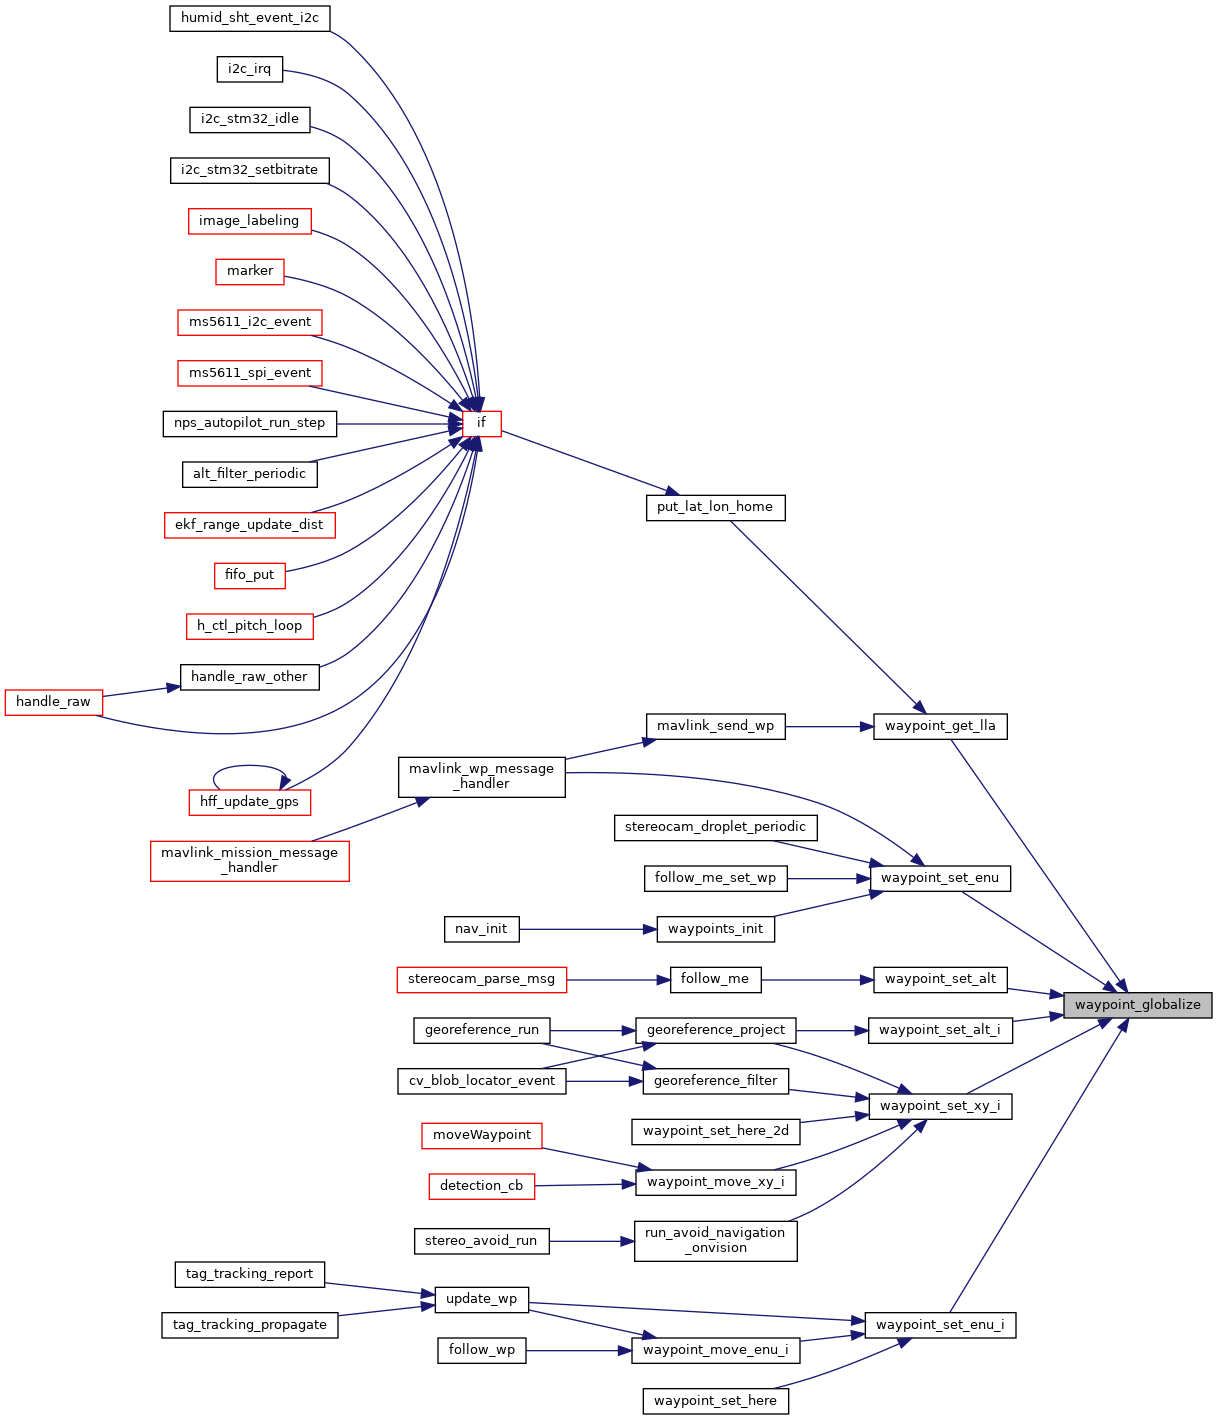 humid_sht_event_i2c
i2c_irq
i2c_stm32_idle
i2c_stm32_setbitrate
image_labeling
marker
ms5611_i2c_event
ms5611_spi_event
nps_autopilot_run_step
if
alt_filter_periodic
put_lat_lon_home
ekf_range_update_dist
fifo_put
h_ctl_pitch_loop
handle_raw_other
handle_raw
waypoint_get_lla
mavlink_send_wp
mavlink_wp_message
_handler
hff_update_gps
stereocam_droplet_periodic
mavlink_mission_message
_handler
waypoint_set_enu
follow_me_set_wp
nav_init
waypoints_init
stereocam_parse_msg
follow_me
waypoint_set_alt
waypoint_globalize
georeference_run
georeference_project
waypoint_set_alt_i
cv_blob_locator_event
georeference_filter
waypoint_set_xy_i
waypoint_set_here_2d
moveWaypoint
waypoint_move_xy_i
detection_cb
run_avoid_navigation
_onvision
stereo_avoid_run
tag_tracking_report
update_wp
tag_tracking_propagate
waypoint_set_enu_i
follow_wp
waypoint_move_enu_i
waypoint_set_here